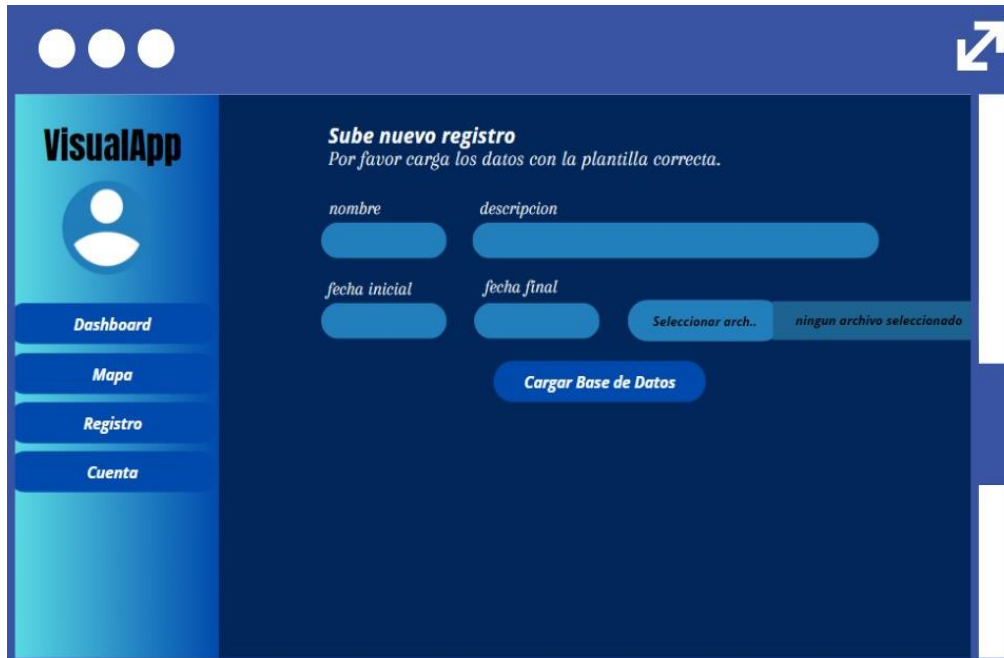 VisualApp
Sube nuevo registro
Por favor carga los datos con la plantilla correcta.
nombre
descripcion
fecha inicial
fecha final
Seleccionar arch..
ningun archivo seleccionado
Cargar Base de Datos
Dashboard
Mapa
Registro
Cuenta